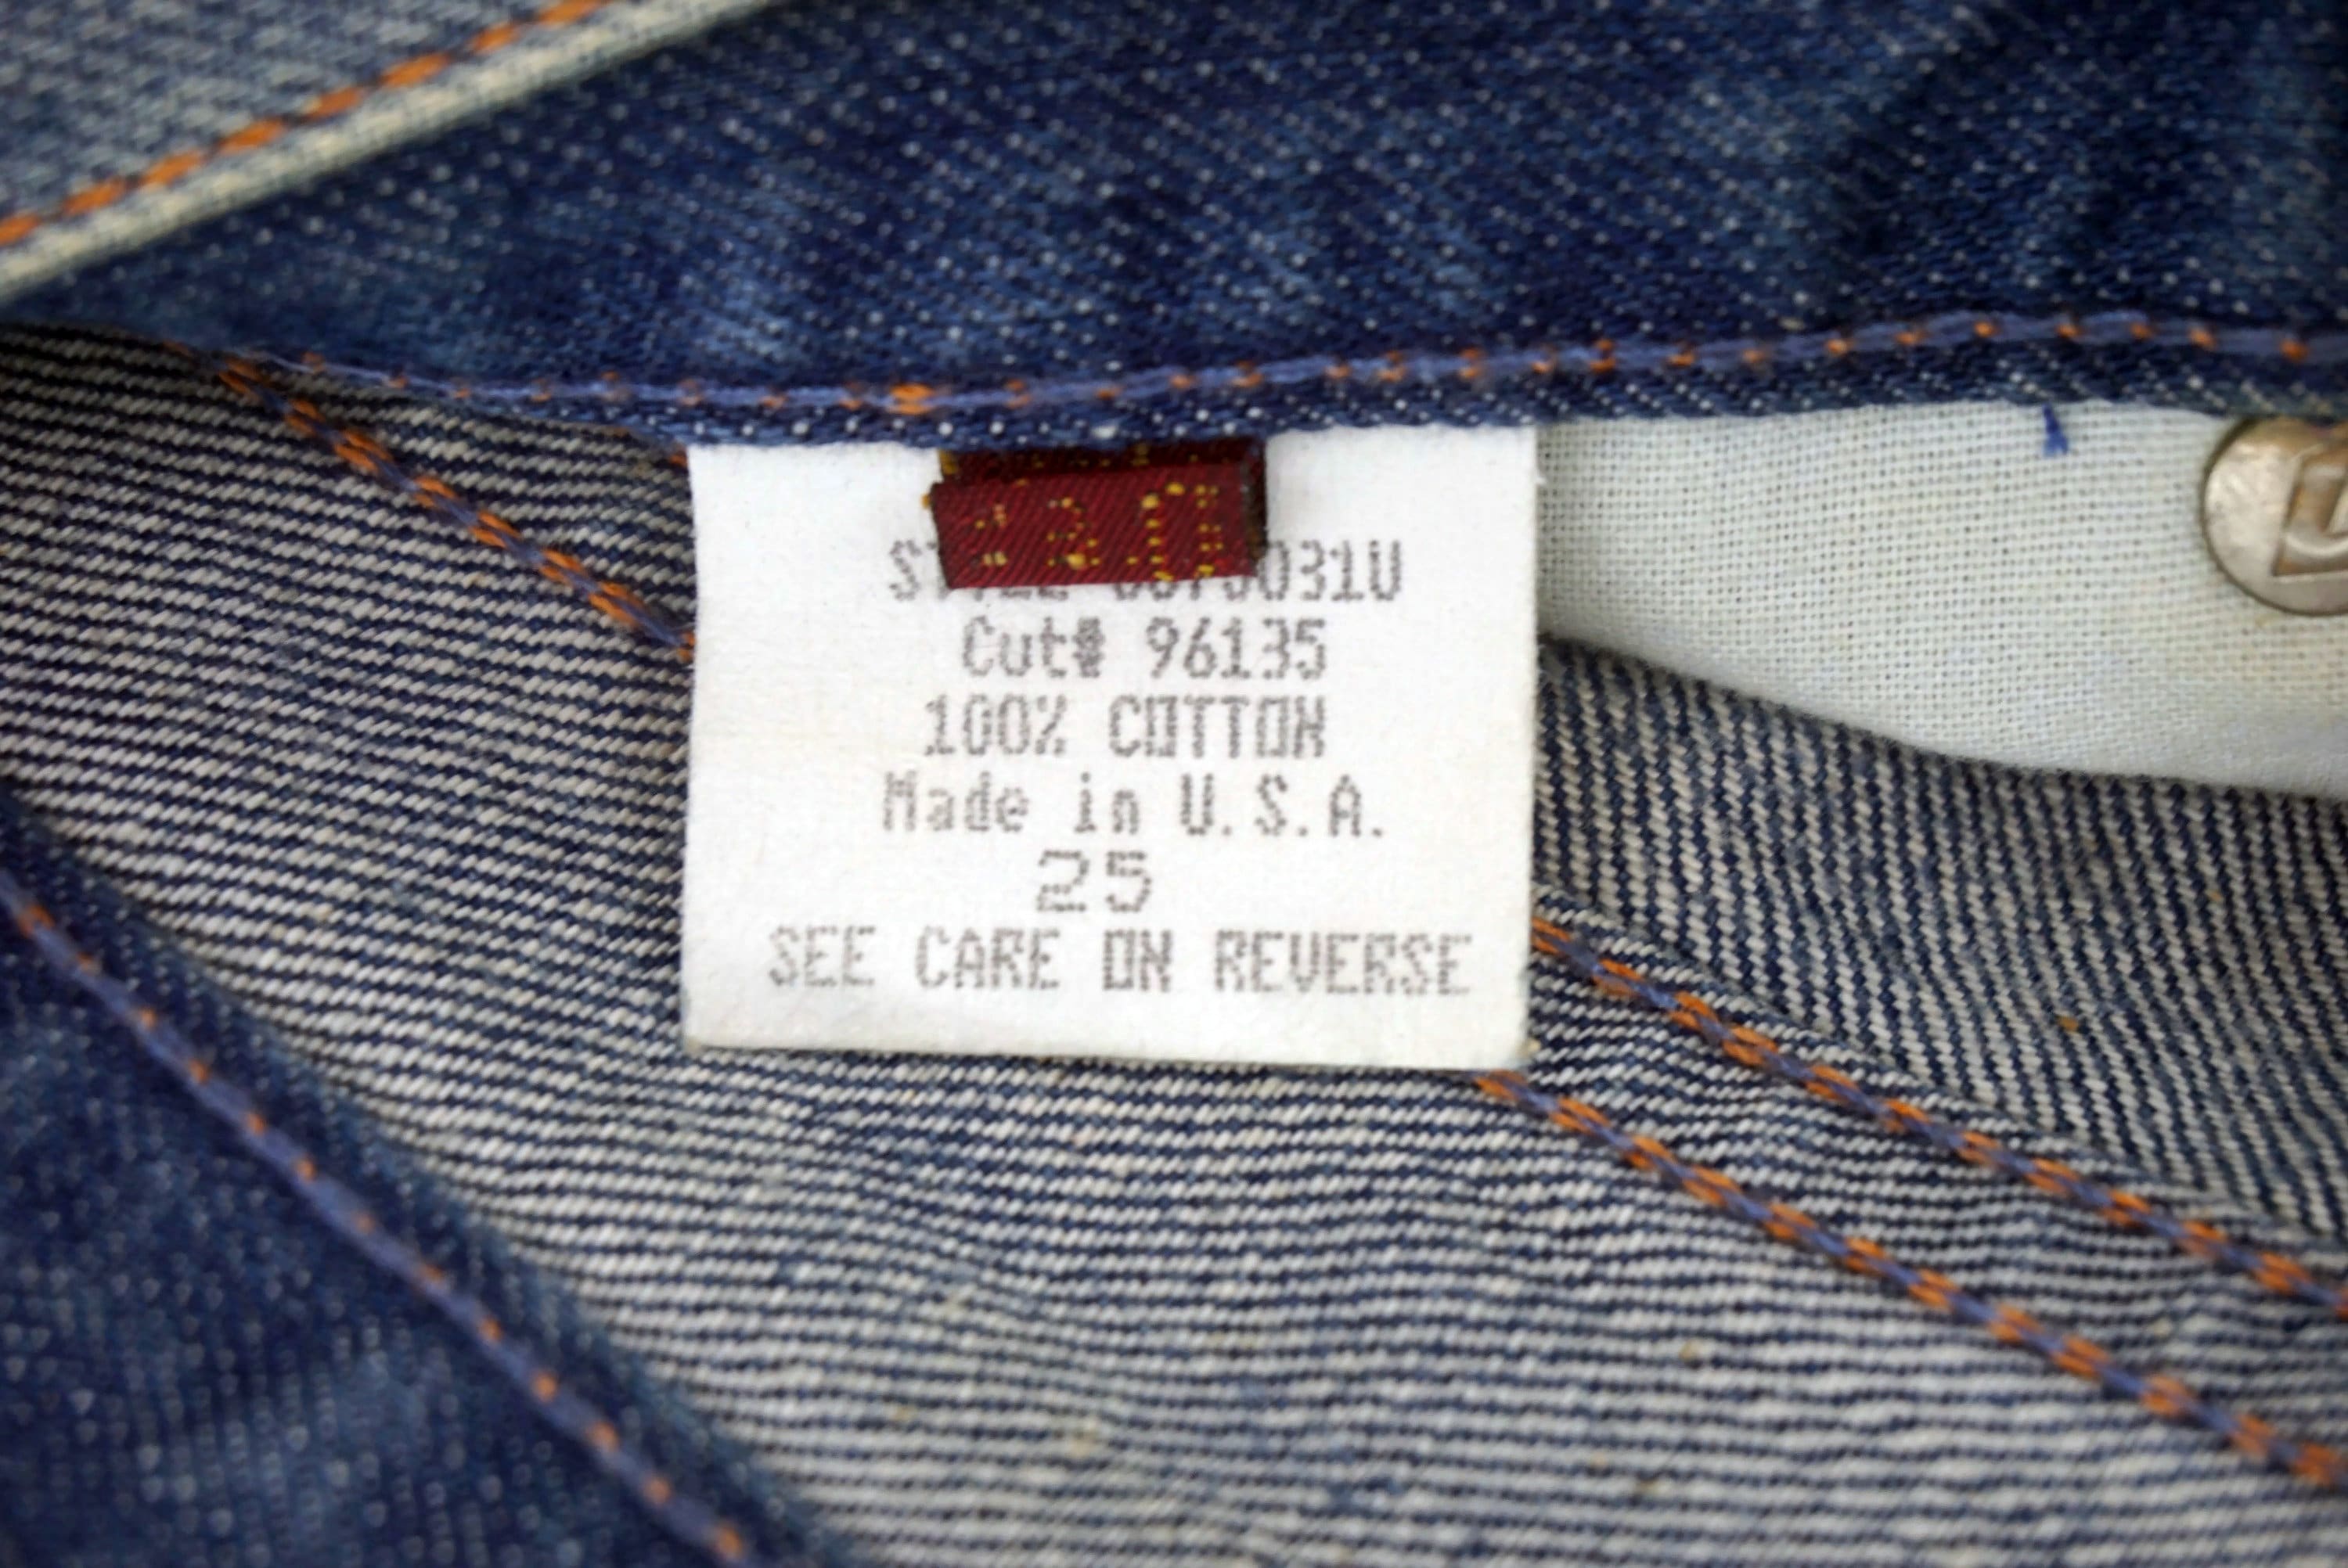 Cut# 96135
100% COTTON
Made in U.S.A.
25
SEE CARE ON REVERSE